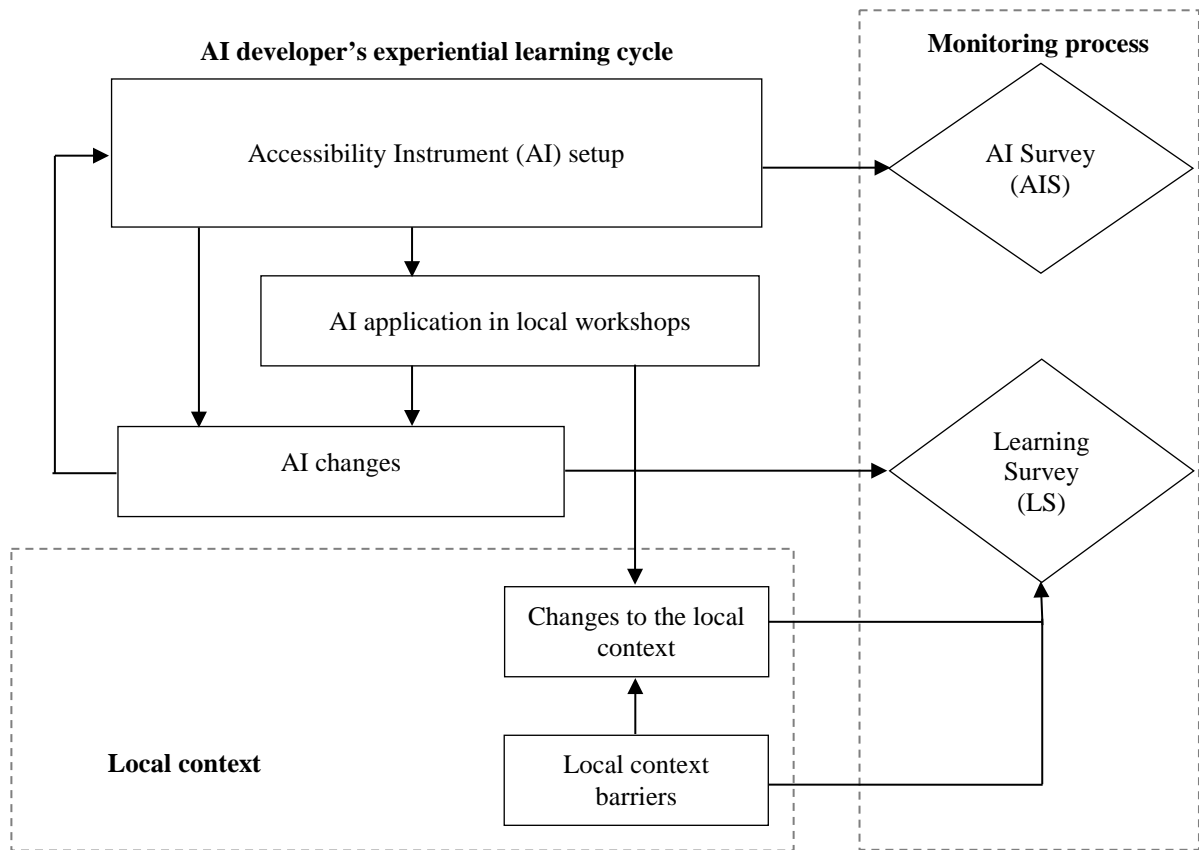 AI developer’s experiential learning cycle
Monitoring process
Accessibility Instrument (AI) setup
AI Survey
(AIS)
AI application in local workshops
AI changes
Learning
Survey
(LS)
Changes to the local
context
Local context
Local context
barriers